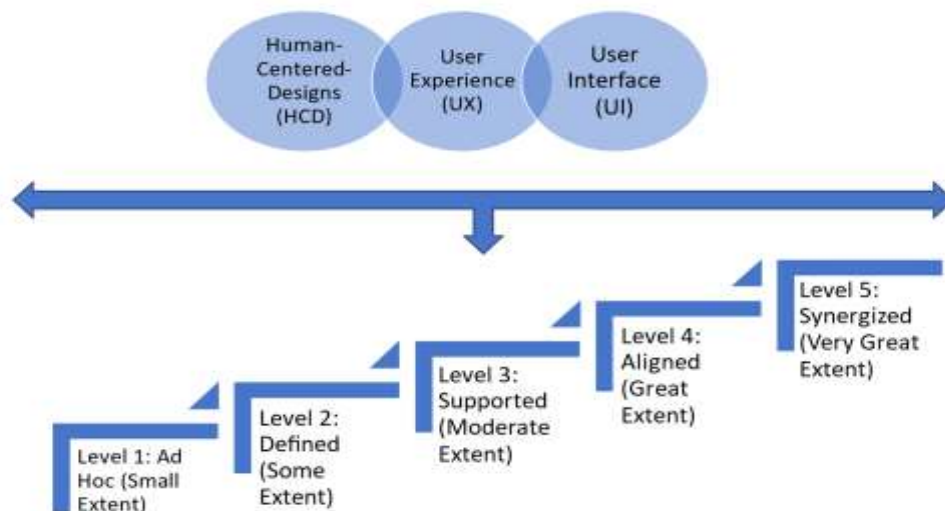 Human-
Centered-
Designs
(HCD)
User
Experience
(UX)
User
Interface
(UI)
Level 1: Ad
Hoc (Small
Extent)
Level 2:
Defined
(Some
Extent)
Level 3:
Supported
(Moderate
Extent)
Level 4:
Aligned
(Great
Extent)
Level 5:
Synergized
(Very Great
Extent)